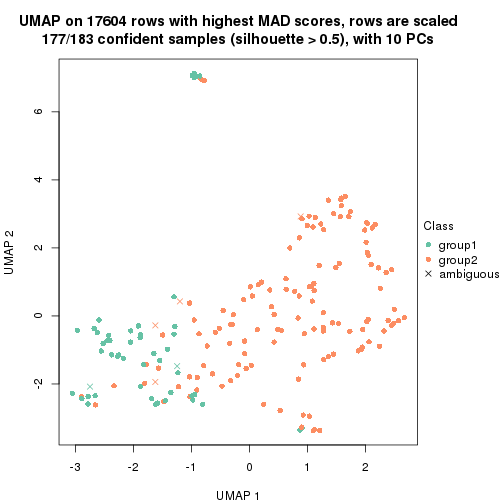 UMAP on 17604 rows with highest MAD scores, rows are scaled
177/183 confident samples (silhouette > 0.5), with 10 PCs
6
4
2
0
-2
UMAP 2
-3 -2 -1 0 1 2
UMAP 1
Class
group1
group2
ambiguous